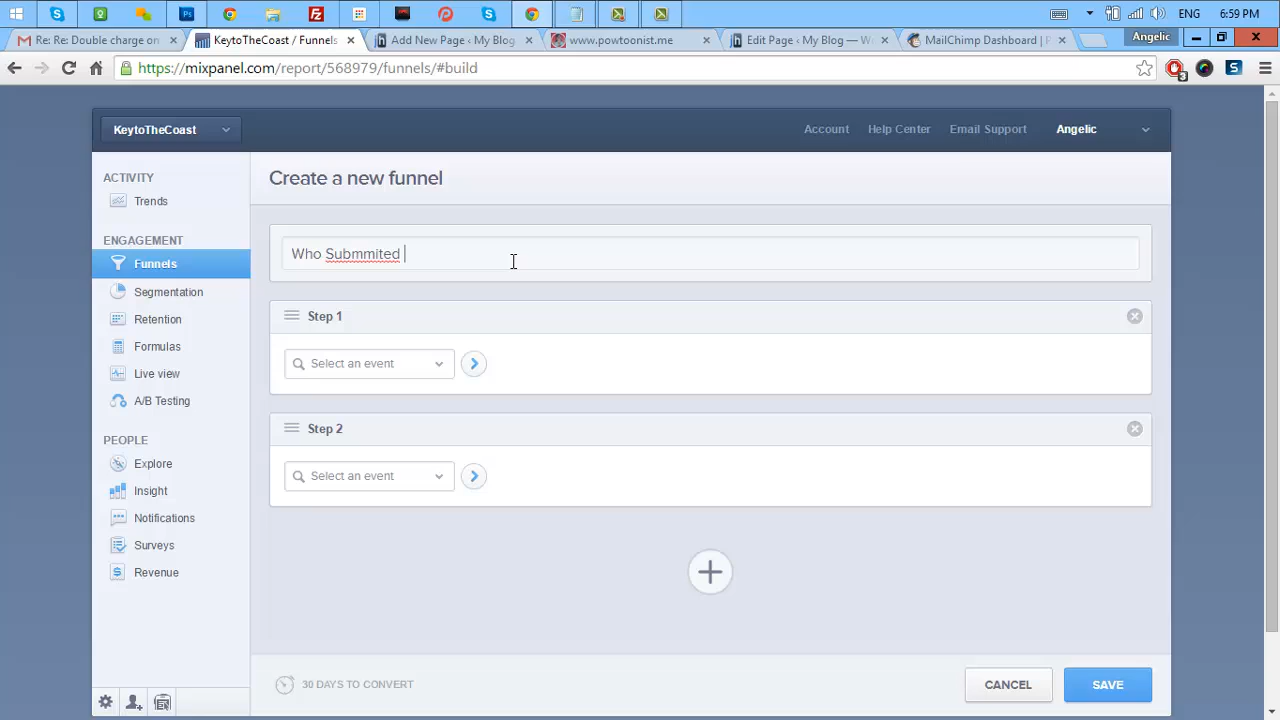 ENG 6:59 PM
Re: Re: Double charge on
KeytoTheCoast / Funnels
Add New Page ‹ My Blog
www.powtoonist.me
Edit Page ‹ My Blog — W
MailChimp Dashboard | P
Angelic
https://mixpanel.com/report/568979/funnels/#build
3
KeytoTheCoast
Account
Help Center
Email Support
Angelic
ACTIVITY
Trends
ENGAGEMENT
Funnels
Segmentation
Retention
Formulas
Live view
A/B Testing
PEOPLE
Explore
Insight
Notifications
Surveys
Revenue
Create a new funnel
Who Submmited
Step 1
Select an event
Step 2
Select an event
30 DAYS TO CONVERT
CANCEL
SAVE